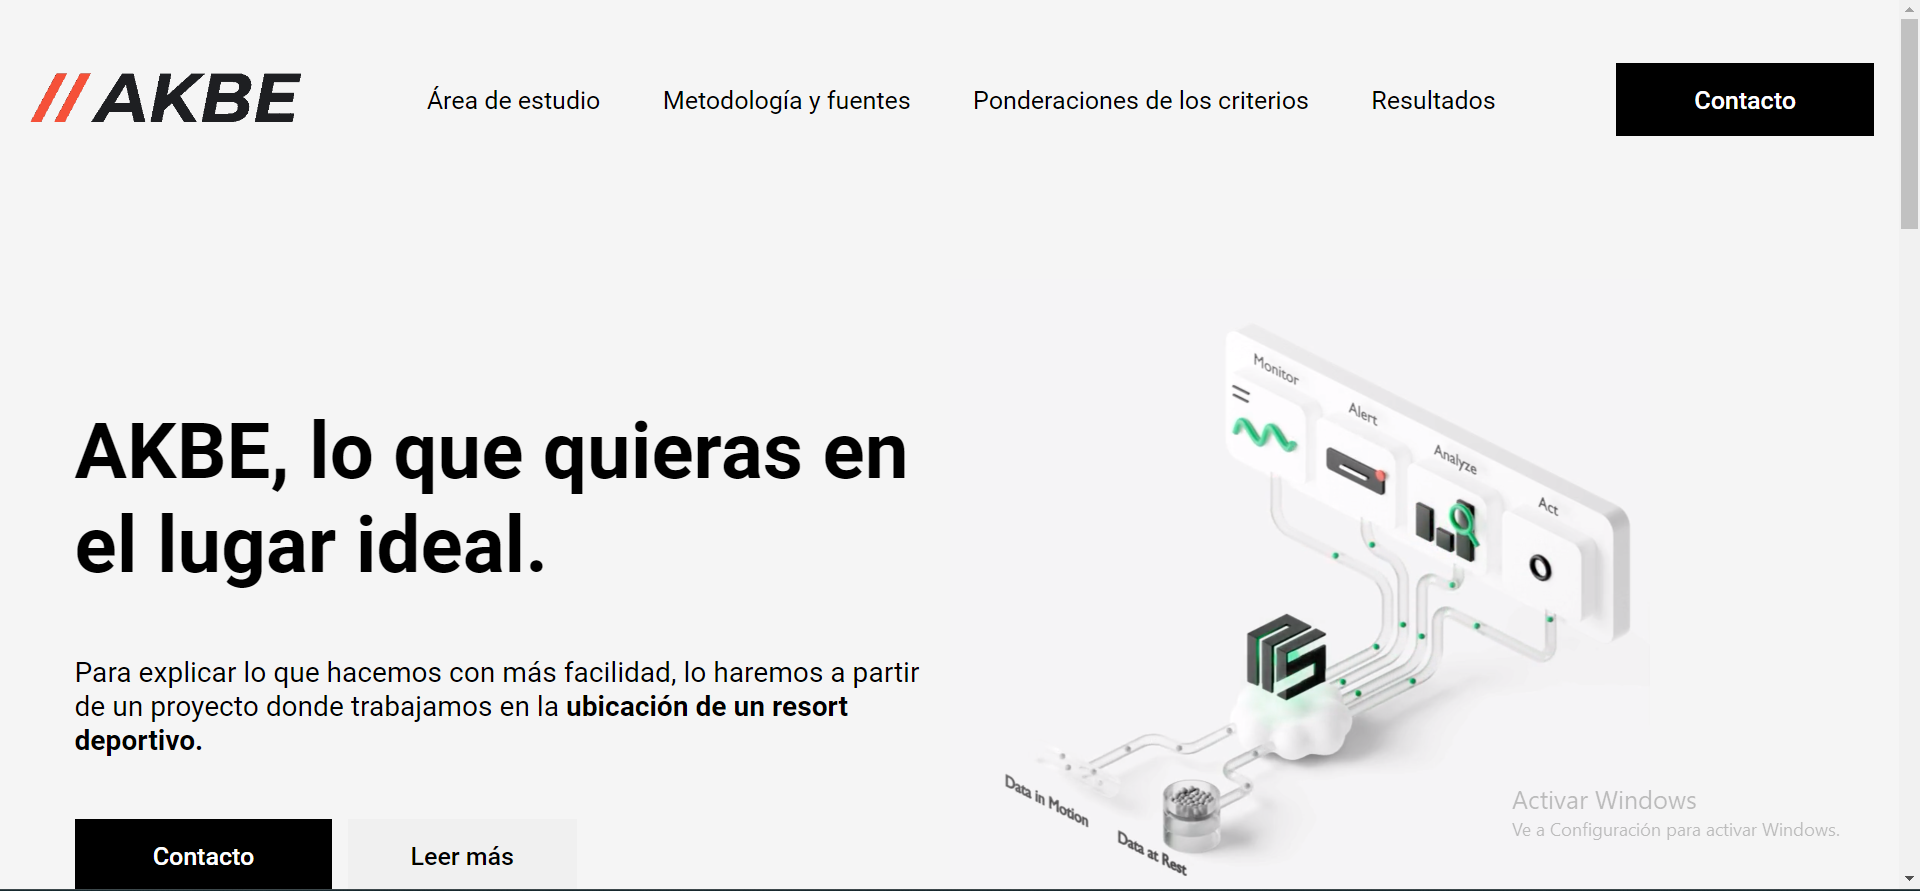 AKBE
Área de estudio
Metodología y fuentes
Ponderaciones de los criterios
Resultados
Contacto
AKBE, lo que quieras en
el lugar ideal.
Para explicar lo que hacemos con más facilidad, lo haremos a partir
de un proyecto donde trabajamos en la ubicación de un resort
deportivo.
Contacto
Leer más
Monitor
Alert
Analyze
Act
Data in Motion
Data at Rest
Activar Windows
Ve a Configuración para activar Windows.